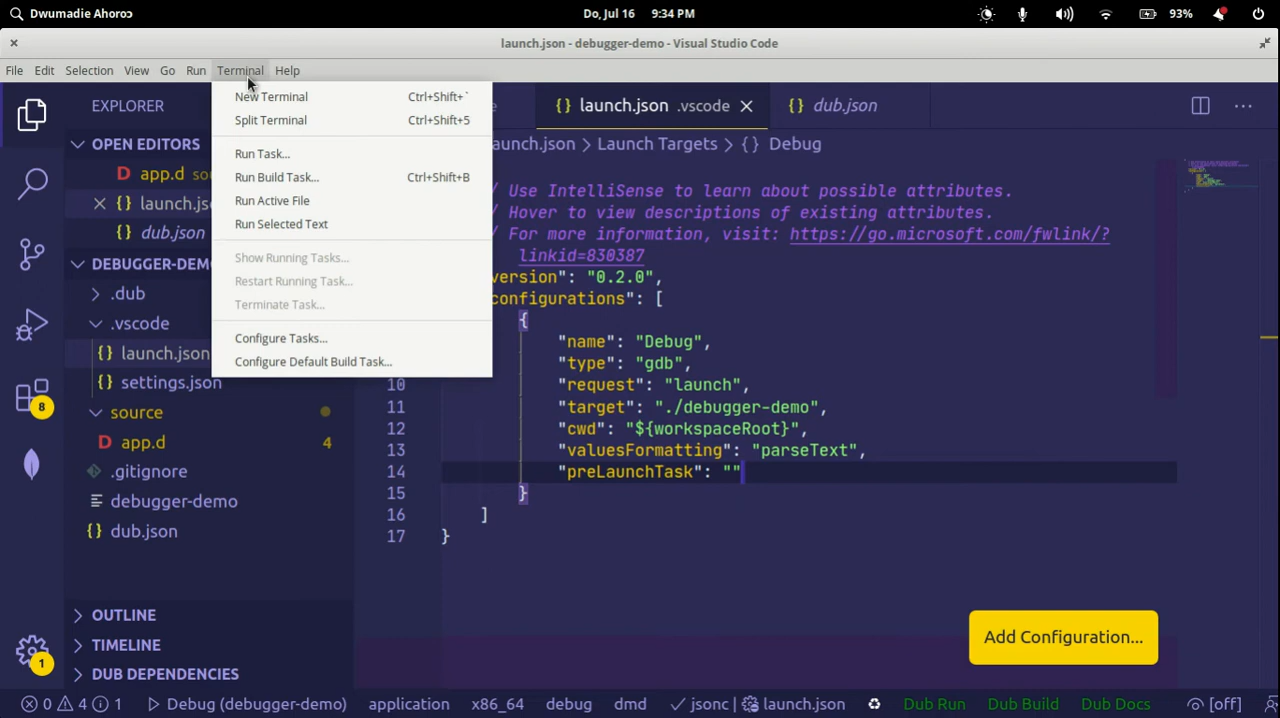 Dwumadie Ahoroɔ
Do, Jul 16 9:34 PM
93%
launch.json - debugger-demo - Visual Studio Code
File Edit Selection View Go Run Terminal Help
New Terminal Ctrl+Shift+`
Split Terminal Ctrl+Shift+5
Run Task...
Run Build Task... Ctrl+Shift+B
Run Active File
Run Selected Text
Show Running Tasks...
Restart Running Task...
Terminate Task...
Configure Tasks...
Configure Default Build Task...
EXPLORER
OPEN EDITORS
D app.d
{} launch.js
{} dub.json
DEBUGGER-DEM
.dub
.vscode
{} launch.json
{} settings.json
source
D app.d 4
.gitignore
debugger-demo
{} dub.json
OUTLINE
TIMELINE
DUB DEPENDENCIES
8
1
{} launch.json .vscode
{} dub.json
aunch.json > Launch Targets > {} Debug
/ Use IntelliSense to learn about possible attributes.
/ Hover to view descriptions of existing attributes.
/ For more information, visit: https://go.microsoft.com/fwlink/?
linkid=830387
version": "0.2.0",
configurations": [
{
"name": "Debug",
"type": "gdb",
10 "request": "launch",
11 "target": "./debugger-demo",
12 "cwd": "${workspaceRoot}",
13 "valuesFormatting": "parseText",
14 "preLaunchTask": ""
15 }
16 ]
17 }
Add Configuration...
0 4 1 Debug (debugger-demo) application x86_64 debug dmd jsonc launch.json Dub Run Dub Build Dub Docs [off]